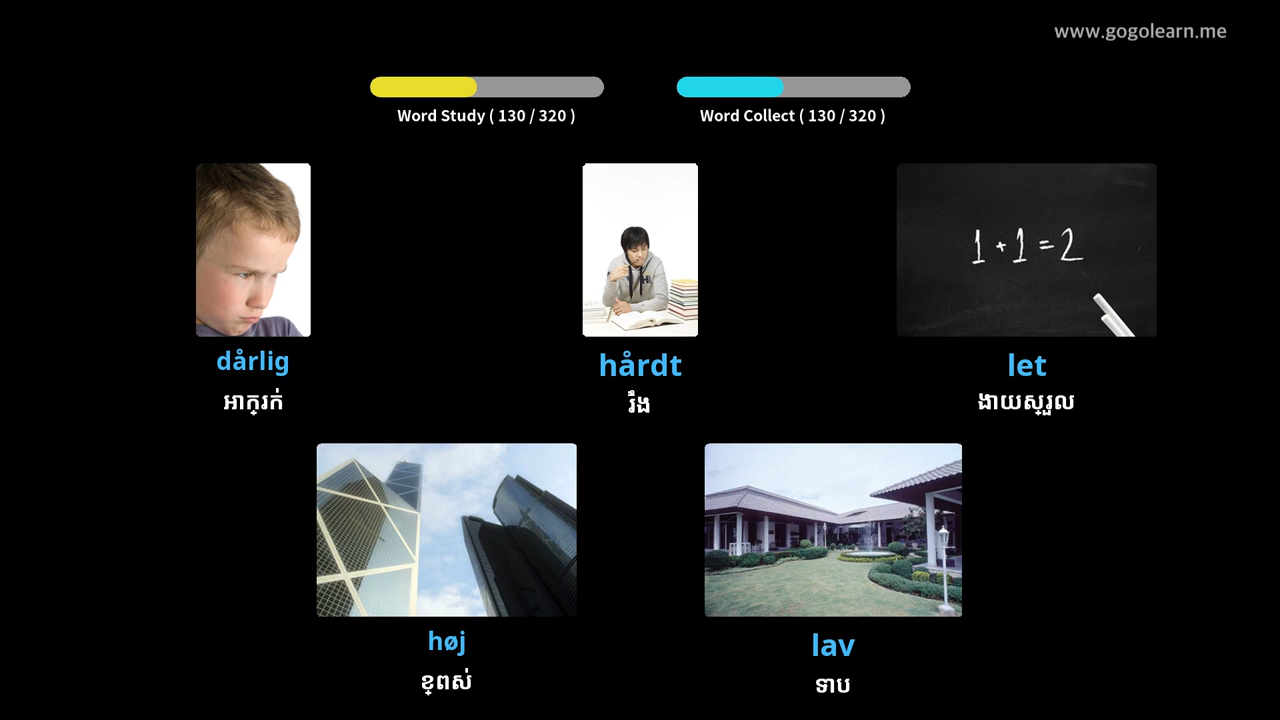 www.gogolearn.me
Word Study ( 130 / 320 )
Word Collect ( 130 / 320 )
1 + 1 = 2
dårlig
អាក្រក់
hårdt
រឹង
let
ងាយស្រួល
høj
ខ្ពស់
lav
ទាប